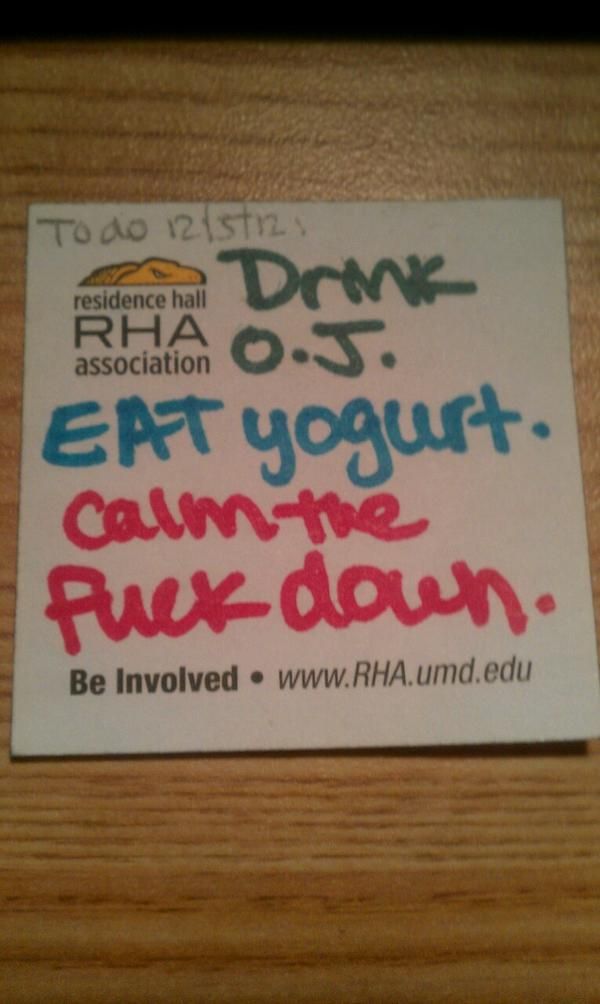 To do 12/5/12:
Drink
residence hall
RHA
association
O.J.
EAT yogurt.
Calm the
Fuck down.
Be Involved • www.RHA.umd.edu